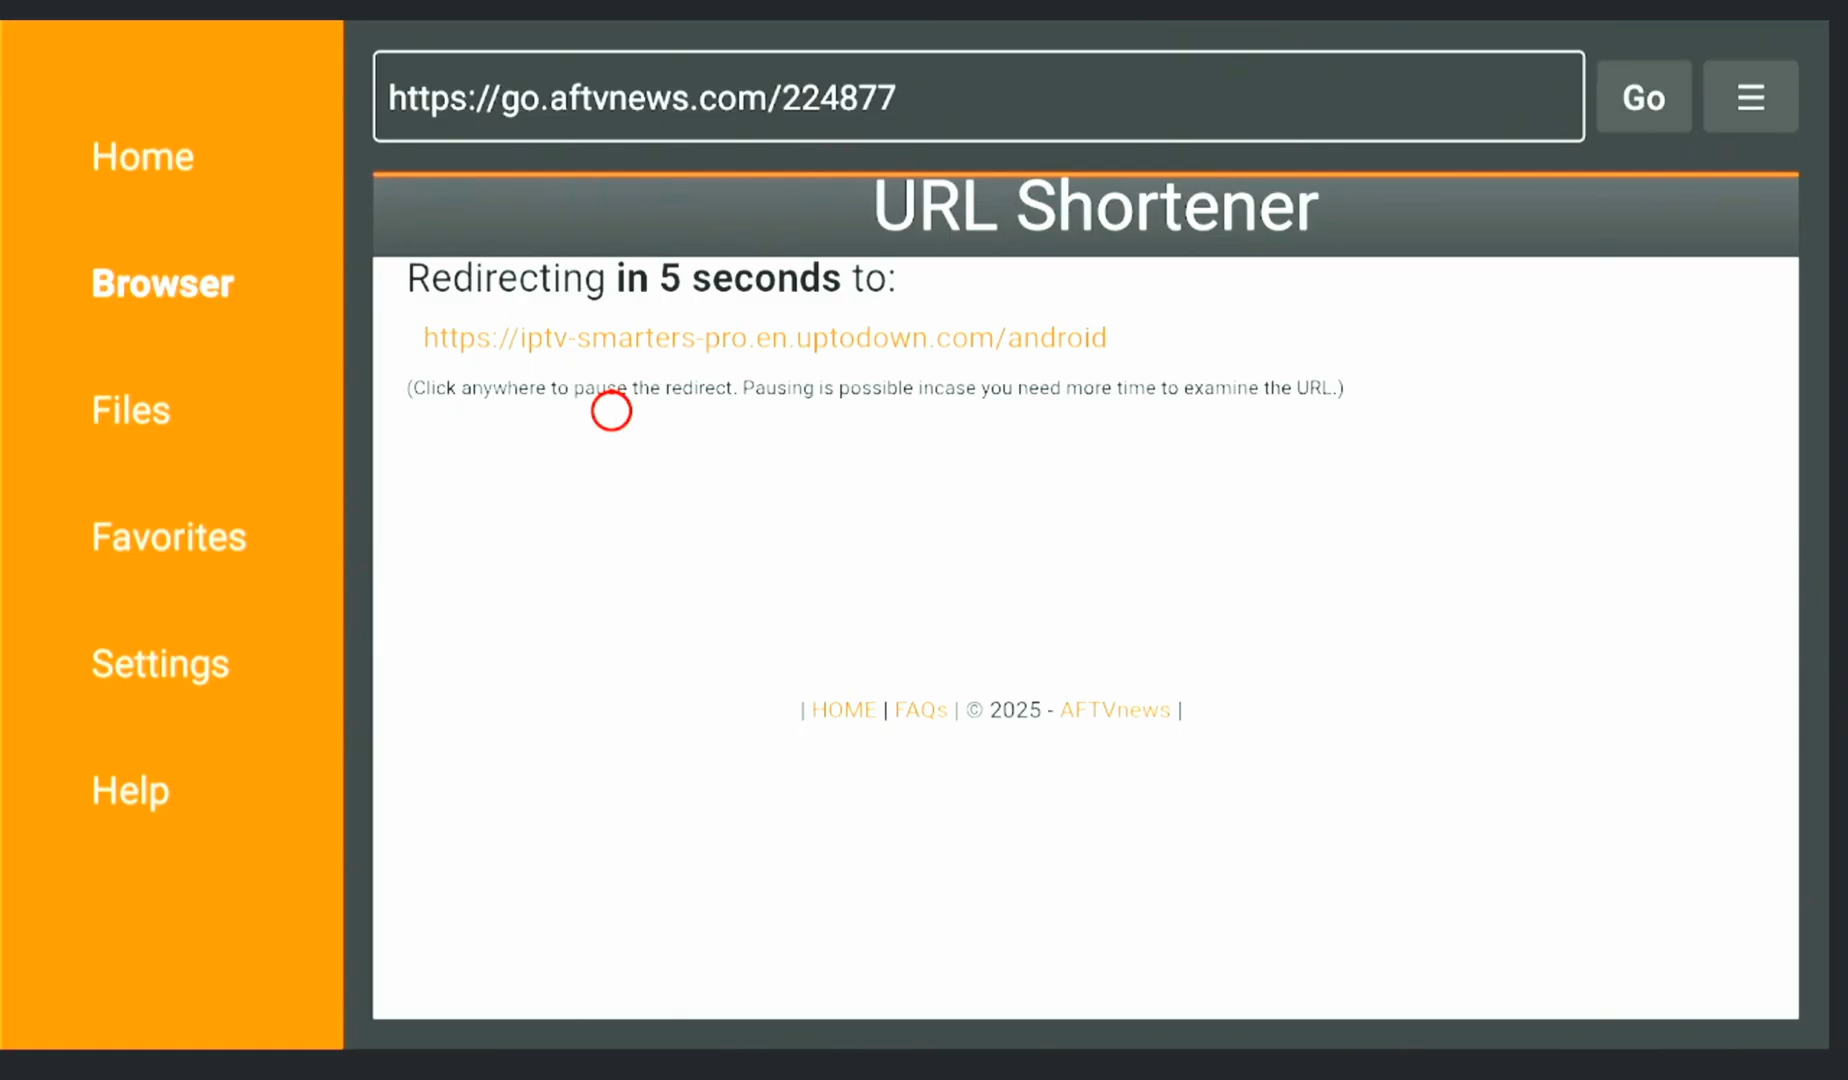 https://go.aftvnews.com/224877
Go
Home
Browser
Files
Favorites
Settings
Help
URL Shortener
Redirecting in 5 seconds to:
https://iptv-smarters-pro.en.uptodown.com/android
(Click anywhere to pause the redirect. Pausing is possible incase you need more time to examine the URL.)
| HOME | FAQs | © 2025 - AFTVnews |